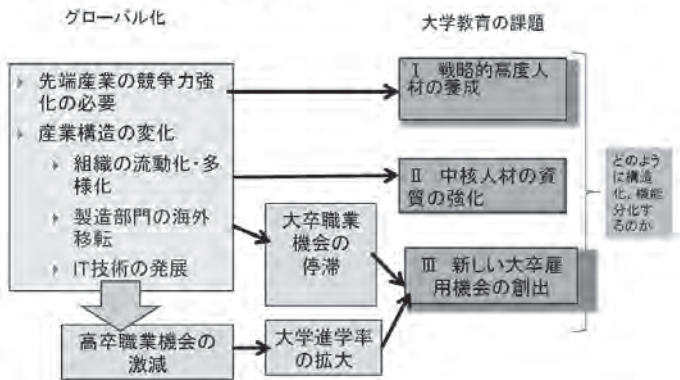 グローバル化
大学教育の課題
先端産業の競争力強
化の必要
産業構造の変化
組織の流動化・多
様化
製造部門の海外
移転
IT技術の発展
Ⅰ 戦略的高度人
材の養成
Ⅱ 中核人材の資
質の強化
大卒職業
機会の
停滞
Ⅲ 新しい大卒雇
用機会の創出
高卒職業機会の
激減
大学進学率
の拡大
どのよう
に構造
化、機能
分化す
るのか